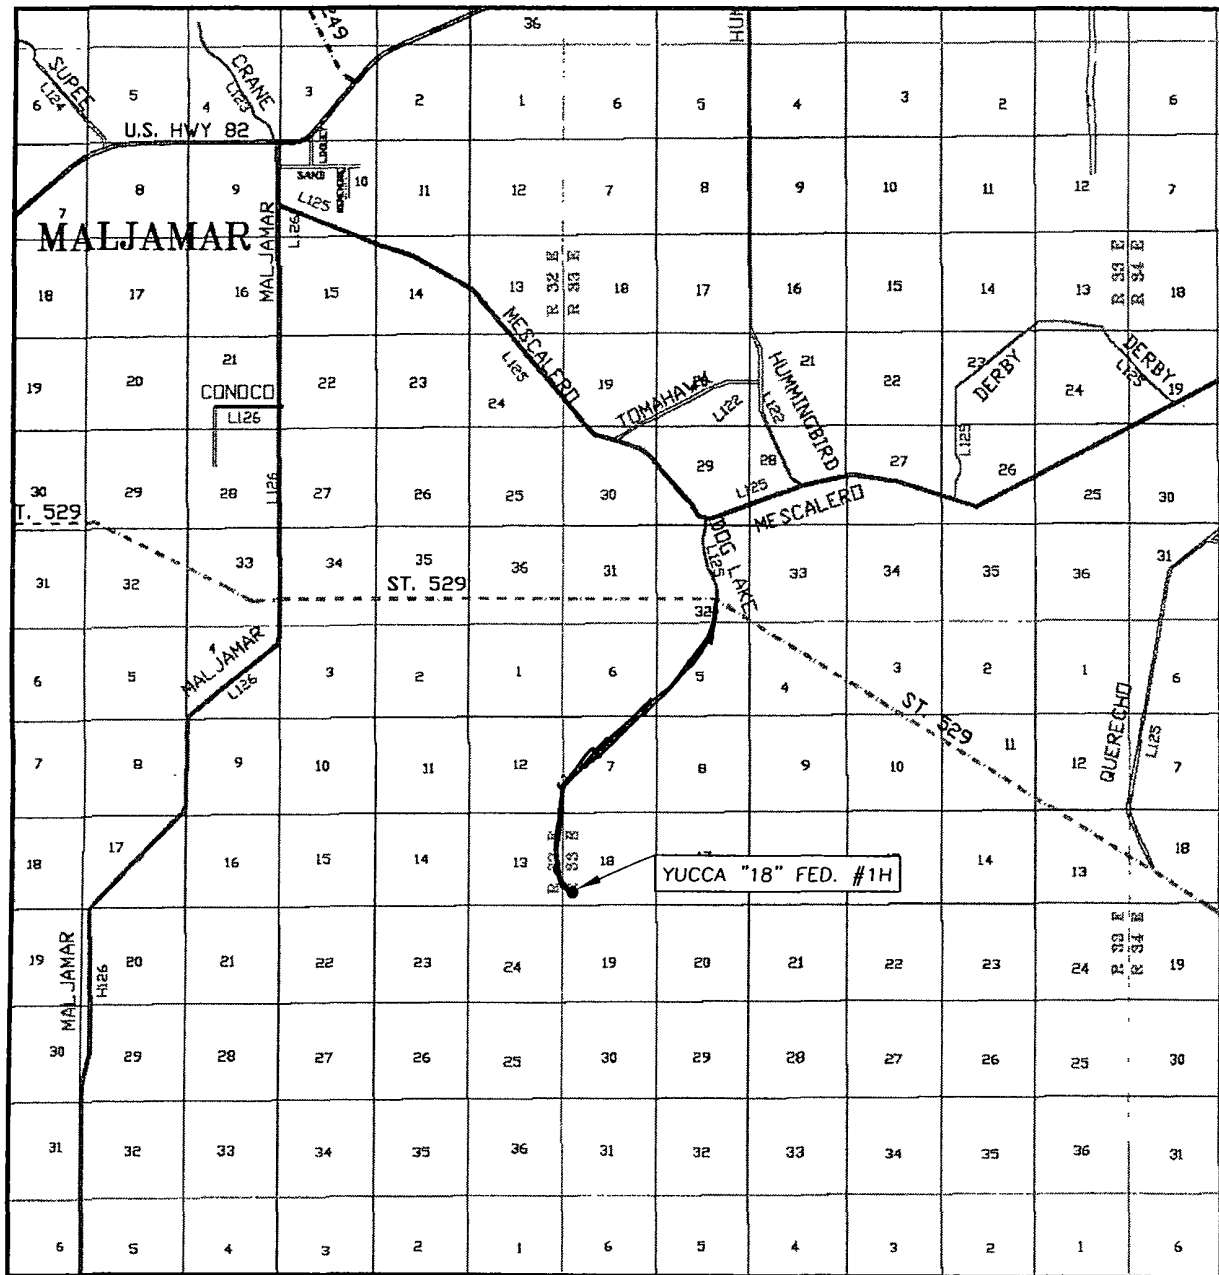 36
HUM
249
SUPEE
L124
CRANE
L123
6 5 4 3 2 1 6 5 4 3 2 6
U.S. HWY 82
SAND
8 9 10 11 12 7 8 9 10 11 12 7
7
L125
MALJAMAR
MALJAMAR
L126
R 32 E
R 33 E
R 33 E
R 34 E
18 17 16 15 14 13 18 17 16 15 14 13 18
MESCALERO
L125
21
19 20 22 23 24 19 21 22 23 24 19
CONOCO
L126
TOMAHAWK
L122
HUMMINGBIRD
L122
DERBY
DERBY
L125
L125
30 29 28 27 26 25 30 29 28 27 26 25 30
L126
L125
MESCALERO
T. 529
DOG LAKE
L125
31 32 33 34 35 36 31 32 33 34 35 36 31
ST. 529
MALJAMAR
L126
6 5 3 2 1 6 5 4 3 2 1 6
ST. 529
QUERECHO
L125
7 8 9 10 11 12 7 8 9 10 11 12 7
18 17 16 15 14 13 18 14 13 18
R 33 E
YUCCA "18" FED. #1H
R 33 E
R 34 E
19 20 21 22 23 24 19 20 21 22 23 24 19
MALJAMAR
H126
30 29 28 27 26 25 30 29 28 27 26 25 30
31 32 33 34 35 36 31 32 33 34 35 36 31
6 5 4 3 2 1 6 5 4 3 2 1 6